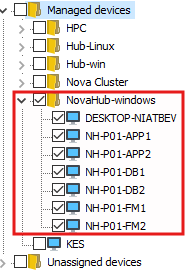 Managed devices
HPC
Hub-Linux
Hub-win
Nova Cluster
NovaHub-windows
DESKTOP-NIATBEV
NH-P01-APP1
NH-P01-APP2
NH-P01-DB1
NH-P01-DB2
NH-P01-FM1
NH-P01-FM2
KES
Unassigned devices